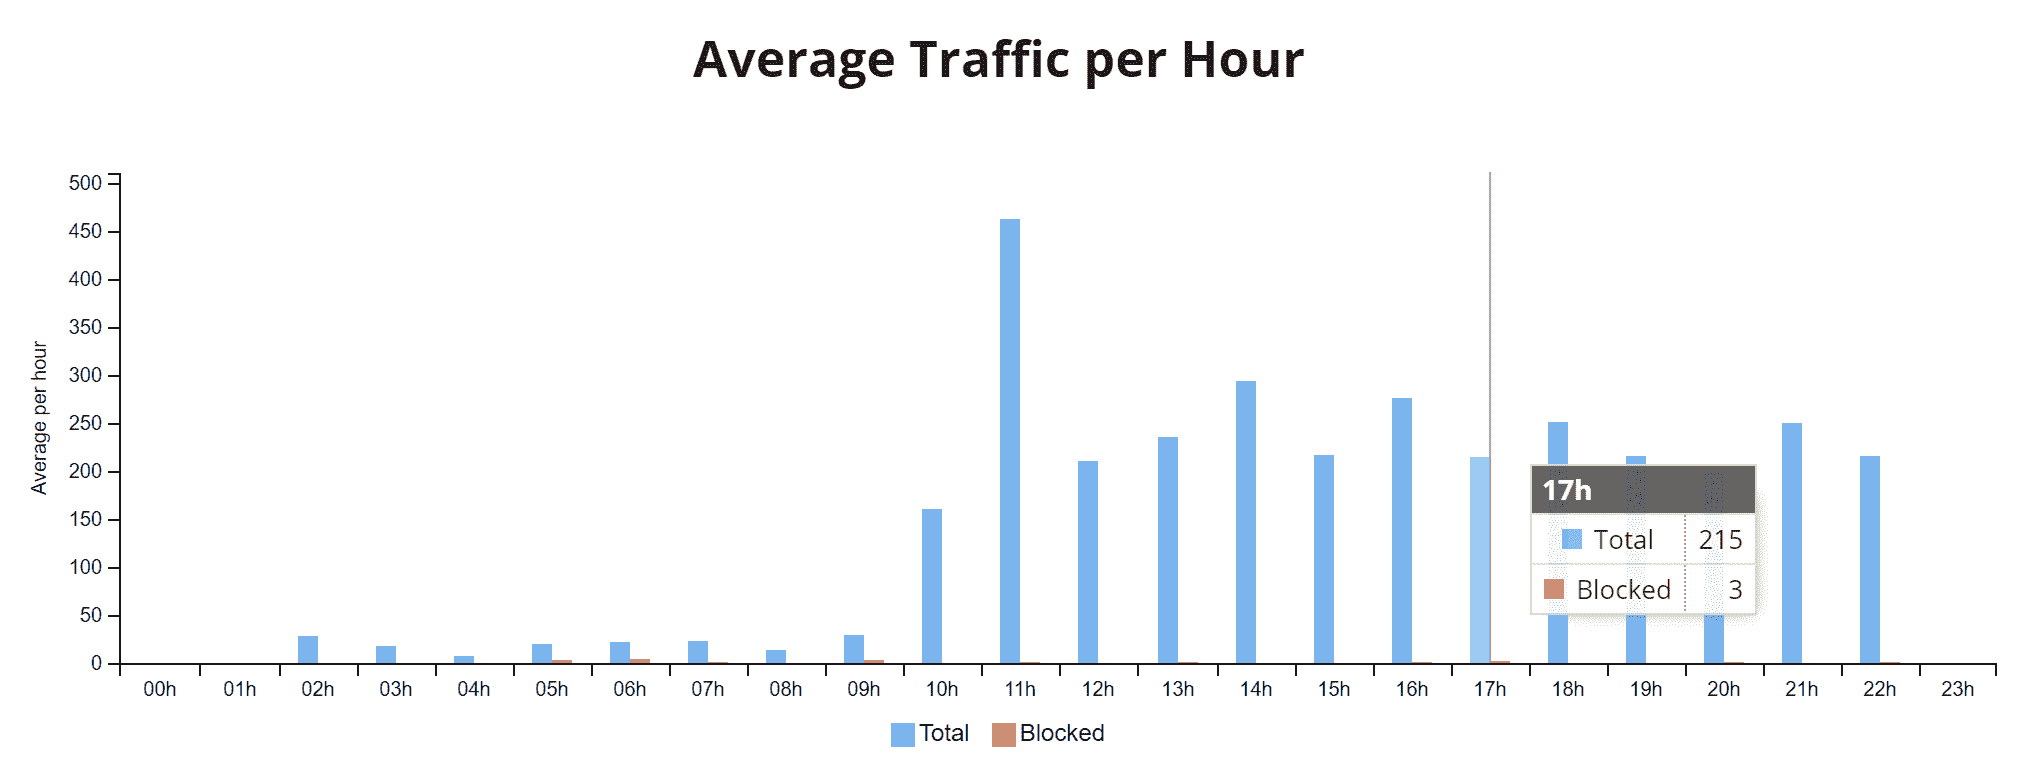 Average Traffic per Hour
500
450
400
350
300
250
200
150
100
50
0
Average per hour
17h
Total 215
Blocked 3
00h 01h 02h 03h 04h 05h 06h 07h 08h 09h 10h 11h 12h 13h 14h 15h 16h 17h 18h 19h 20h 21h 22h 23h
Total Blocked